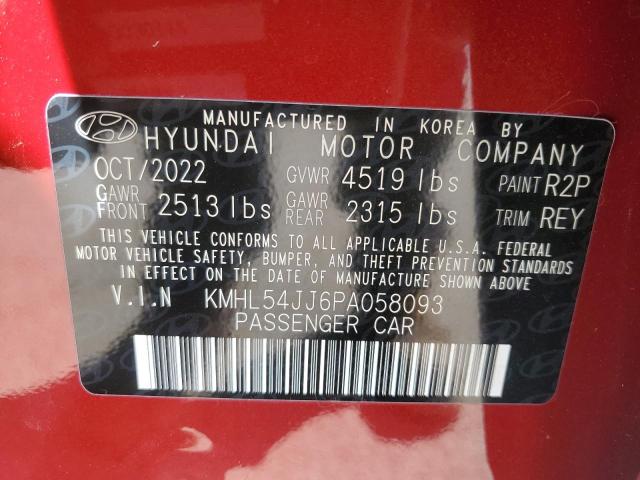 MANUFACTURED IN KOREA BY
HYUNDAI MOTOR COMPANY
OCT/2022 GVWR 4519 lbs PAINT R2P
GAWR FRONT 2513 lbs GAWR REAR 2315 lbs TRIM REY
THIS VEHICLE CONFORMS TO ALL APPLICABLE U.S.A. FEDERAL
MOTOR VEHICLE SAFETY, BUMPER, AND THEFT PREVENTION STANDARDS
IN EFFECT ON THE DATE OF MANUFACTURE SHOWN ABOVE
V.I.N KMHL54JJ6PA058093
PASSENGER CAR